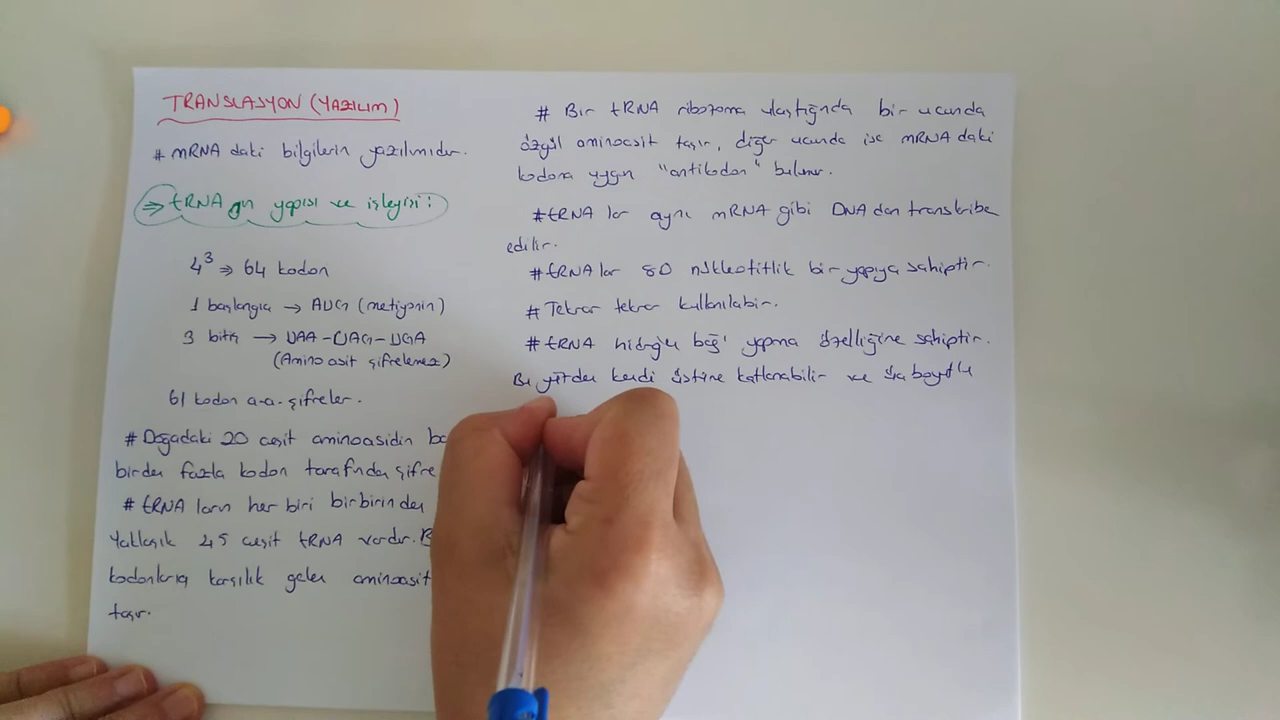 TRANSLASYON (YAZILIM)
# mRNA daki bilgilerin yazılmıdır.
⇒ tRNA ın yapısı ve işleyişi:
4³ ⇒ 64 kodon
1 başlangıç → AUG (metiyonin)
3 bitiş → UAA-UAG-UGA
(Amino asit şifrelemez)
61 kodon a.a. şifreler.
# Doğadaki 20 çeşit aminoasidin
birden fazla kodon tarafında şifre
# tRNA ların her biri birbirinden
Yaklaşık 45 çeşit tRNA vardır.
kodonlarına karşılık gelen aminoasit
taşır.
# Bir tRNA ribozoma ulaştığında bir ucunda
özgül aminoasit taşır, diğer ucunda ise mRNA daki
kodona uygun "antikodon" bulunur.
# tRNA lar aynı mRNA gibi DNA dan transkribe
edilir.
# tRNA lar 80 nükleotitlik bir yapıya sahiptir.
# Tekrar tekrar kullanılabilir.
# tRNA hidrojen bağı yapma özelliğine sahiptir.
Bu yüzden kendi üstüne katlanabilir ve üç boyutlu